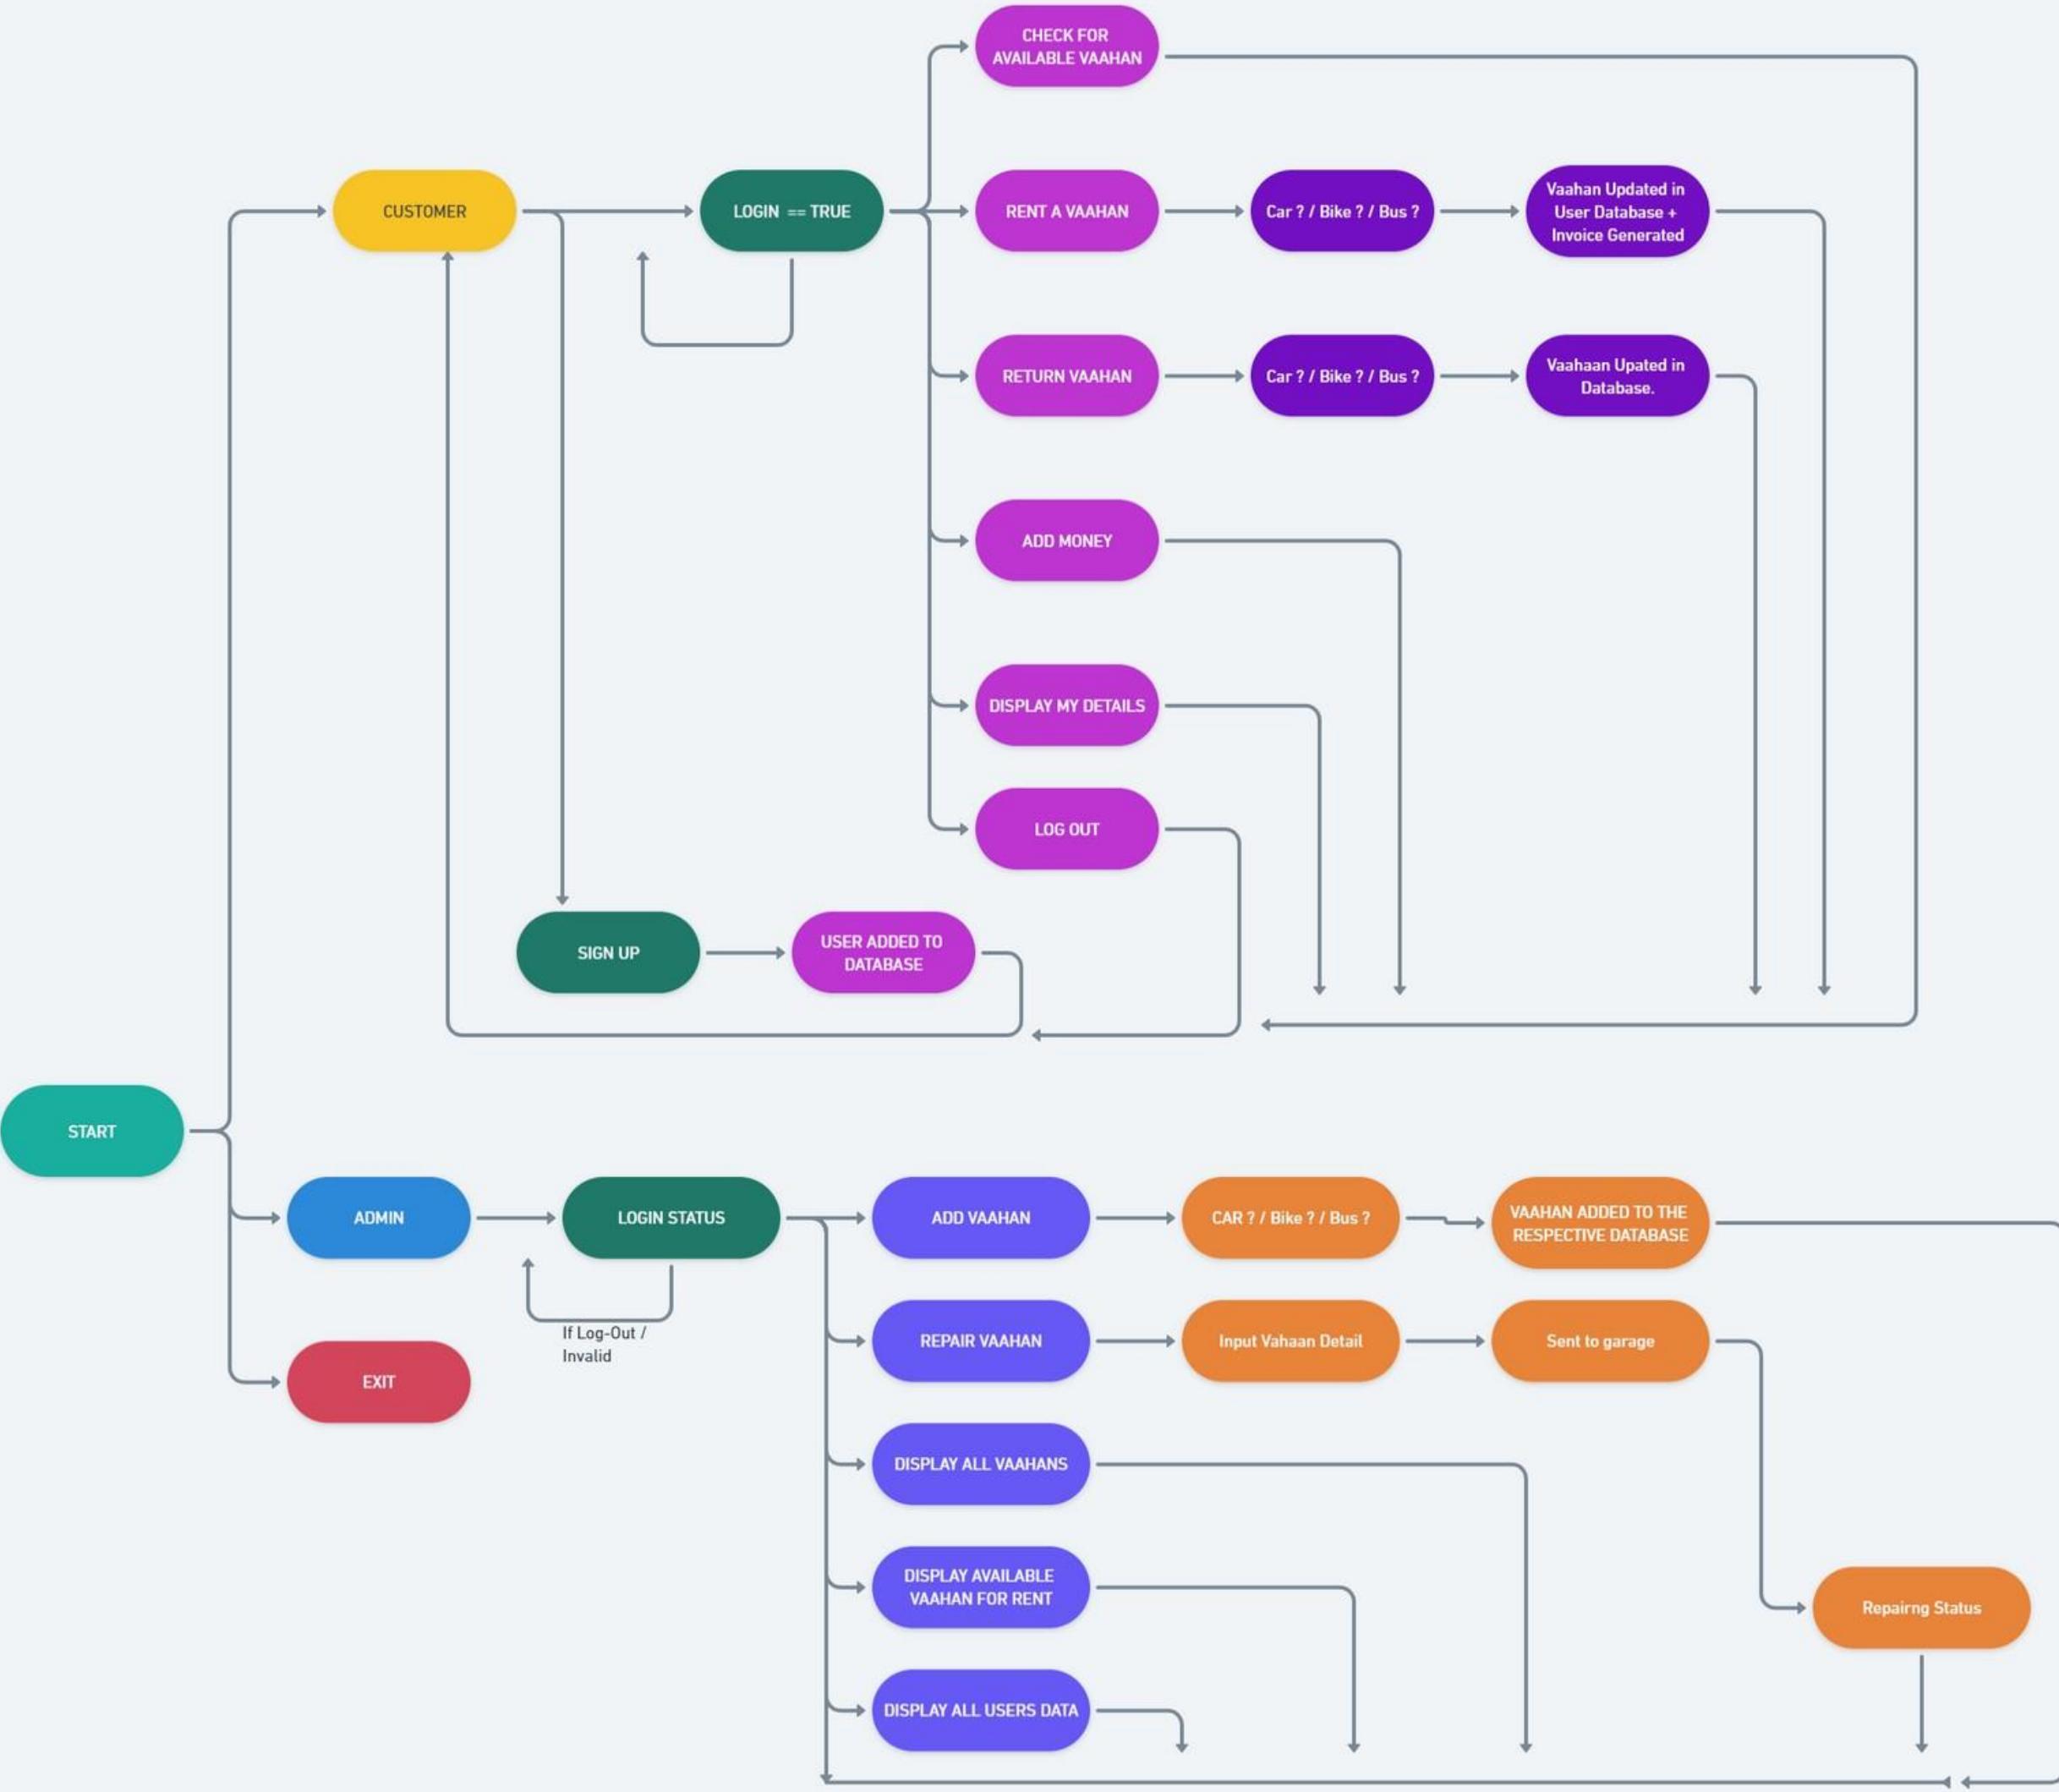 CHECK FOR
AVAILABLE VAAHAN
CUSTOMER
LOGIN == TRUE
RENT A VAAHAN
Car ? / Bike ? / Bus ?
Vaahan Updated in
User Database +
Invoice Generated
RETURN VAAHAN
Car ? / Bike ? / Bus ?
Vaahaan Upated in
Database.
ADD MONEY
DISPLAY MY DETAILS
LOG OUT
SIGN UP
USER ADDED TO
DATABASE
START
ADMIN
LOGIN STATUS
ADD VAAHAN
CAR ? / Bike ? / Bus ?
VAAHAN ADDED TO THE
RESPECTIVE DATABASE
If Log-Out /
Invalid
REPAIR VAAHAN
Input Vahaan Detail
Sent to garage
EXIT
DISPLAY ALL VAAHANS
DISPLAY AVAILABLE
VAAHAN FOR RENT
Repairng Status
DISPLAY ALL USERS DATA